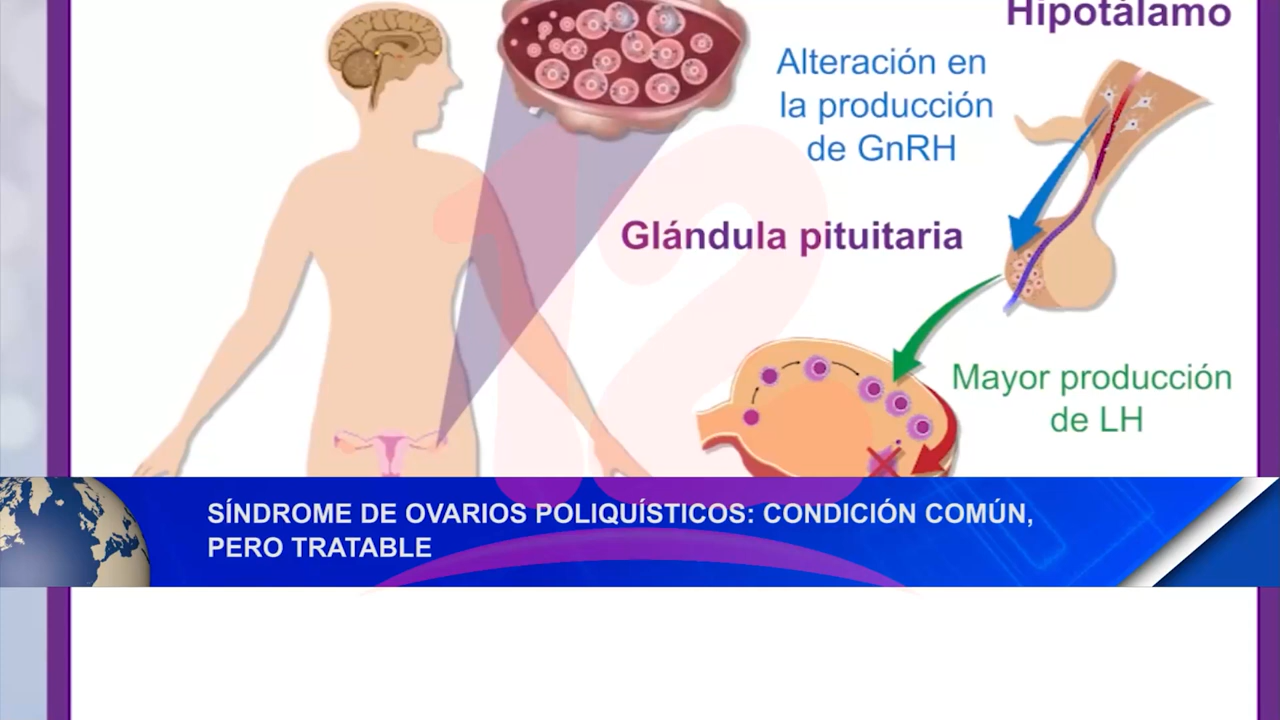 Hipotálamo
Alteración en
la producción
de GnRH
Glándula pituitaria
Mayor producción
de LH
12
SÍNDROME DE OVARIOS POLIQUÍSTICOS: CONDICIÓN COMÚN,
PERO TRATABLE